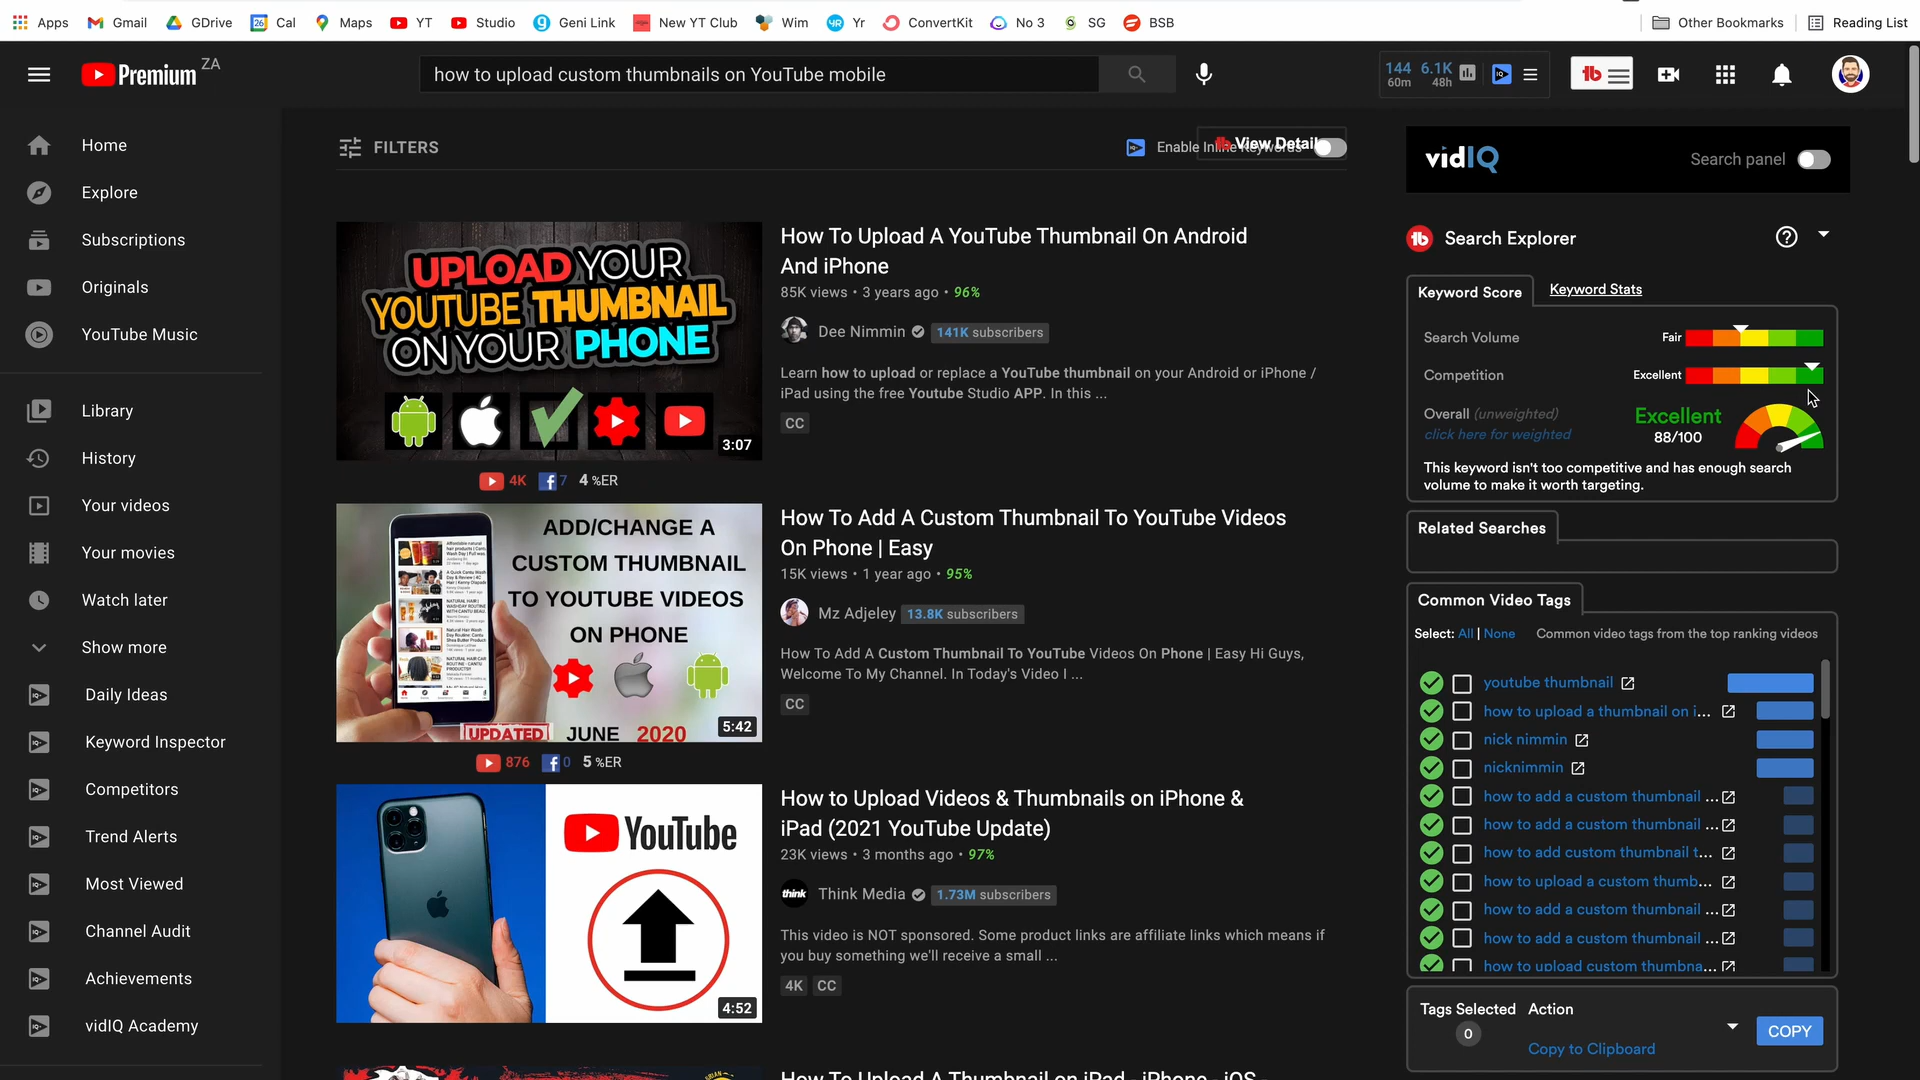 Apps Gmail GDrive Cal Maps YT Studio Geni Link New YT Club Wim Yr ConvertKit No 3 SG BSB Other Bookmarks Reading List
Premium ZA
how to upload custom thumbnails on YouTube mobile
144 6.1K
60m 48h
Home
Explore
Subscriptions
Originals
YouTube Music
Library
History
Your videos
Your movies
Watch later
Show more
Daily Ideas
Keyword Inspector
Competitors
Trend Alerts
Most Viewed
Channel Audit
Achievements
vidIQ Academy
FILTERS
Enable Inline Keywords
View Detail
UPLOAD YOUR
YOUTUBE THUMBNAIL
ON YOUR PHONE
3:07
How To Upload A YouTube Thumbnail On Android
And iPhone
85K views • 3 years ago • 96%
Dee Nimmin 141K subscribers
Learn how to upload or replace a YouTube thumbnail on your Android or iPhone /
iPad using the free Youtube Studio APP. In this ...
CC
4K 7 4 %ER
ADD/CHANGE A
CUSTOM THUMBNAIL
TO YOUTUBE VIDEOS
ON PHONE
UPDATED JUNE 2020
5:42
How To Add A Custom Thumbnail To YouTube Videos
On Phone | Easy
15K views • 1 year ago • 95%
Mz Adjeley 13.8K subscribers
How To Add A Custom Thumbnail To YouTube Videos On Phone | Easy Hi Guys,
Welcome To My Channel. In Today's Video I ...
CC
876 0 5 %ER
YouTube
4:52
How to Upload Videos & Thumbnails on iPhone &
iPad (2021 YouTube Update)
23K views • 3 months ago • 97%
think Think Media 1.73M subscribers
This video is NOT sponsored. Some product links are affiliate links which means if
you buy something we'll receive a small ...
4K CC
How To Upload A Thumbnail on iPad - iPhone - iOS -
vidIQ Search panel
Search Explorer
Keyword Score Keyword Stats
Search Volume Fair
Competition Excellent
Overall (unweighted) Excellent
click here for weighted 88/100
This keyword isn't too competitive and has enough search
volume to make it worth targeting.
Related Searches
Common Video Tags
Select: All | None Common video tags from the top ranking videos
youtube thumbnail
how to upload a thumbnail on i...
nick nimmin
nicknimmin
how to add a custom thumbnail ...
how to add a custom thumbnail ...
how to add custom thumbnail t...
how to upload a custom thumb...
how to add a custom thumbnail ...
how to add a custom thumbnail ...
how to upload custom thumbna...
Tags Selected Action
0
Copy to Clipboard
COPY